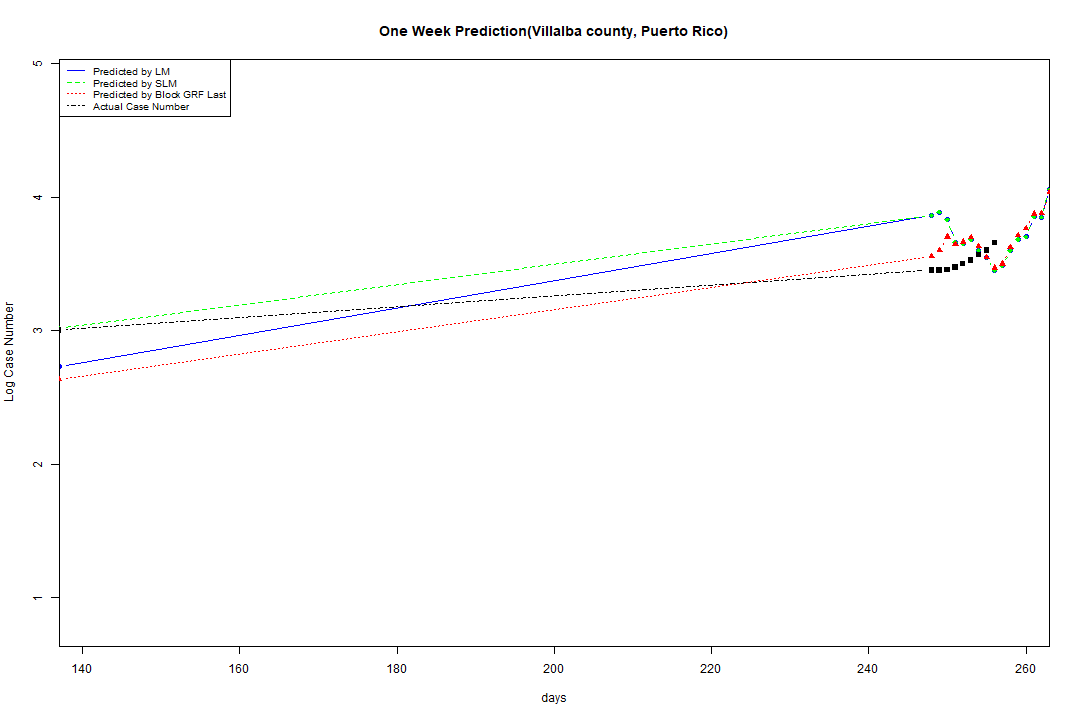 One Week Prediction(Villalba county, Puerto Rico)
Predicted by LM
Predicted by SLM
Predicted by Block GRF Last
Actual Case Number
5
4
3
2
1
Log Case Number
140 160 180 200 220 240 260
days